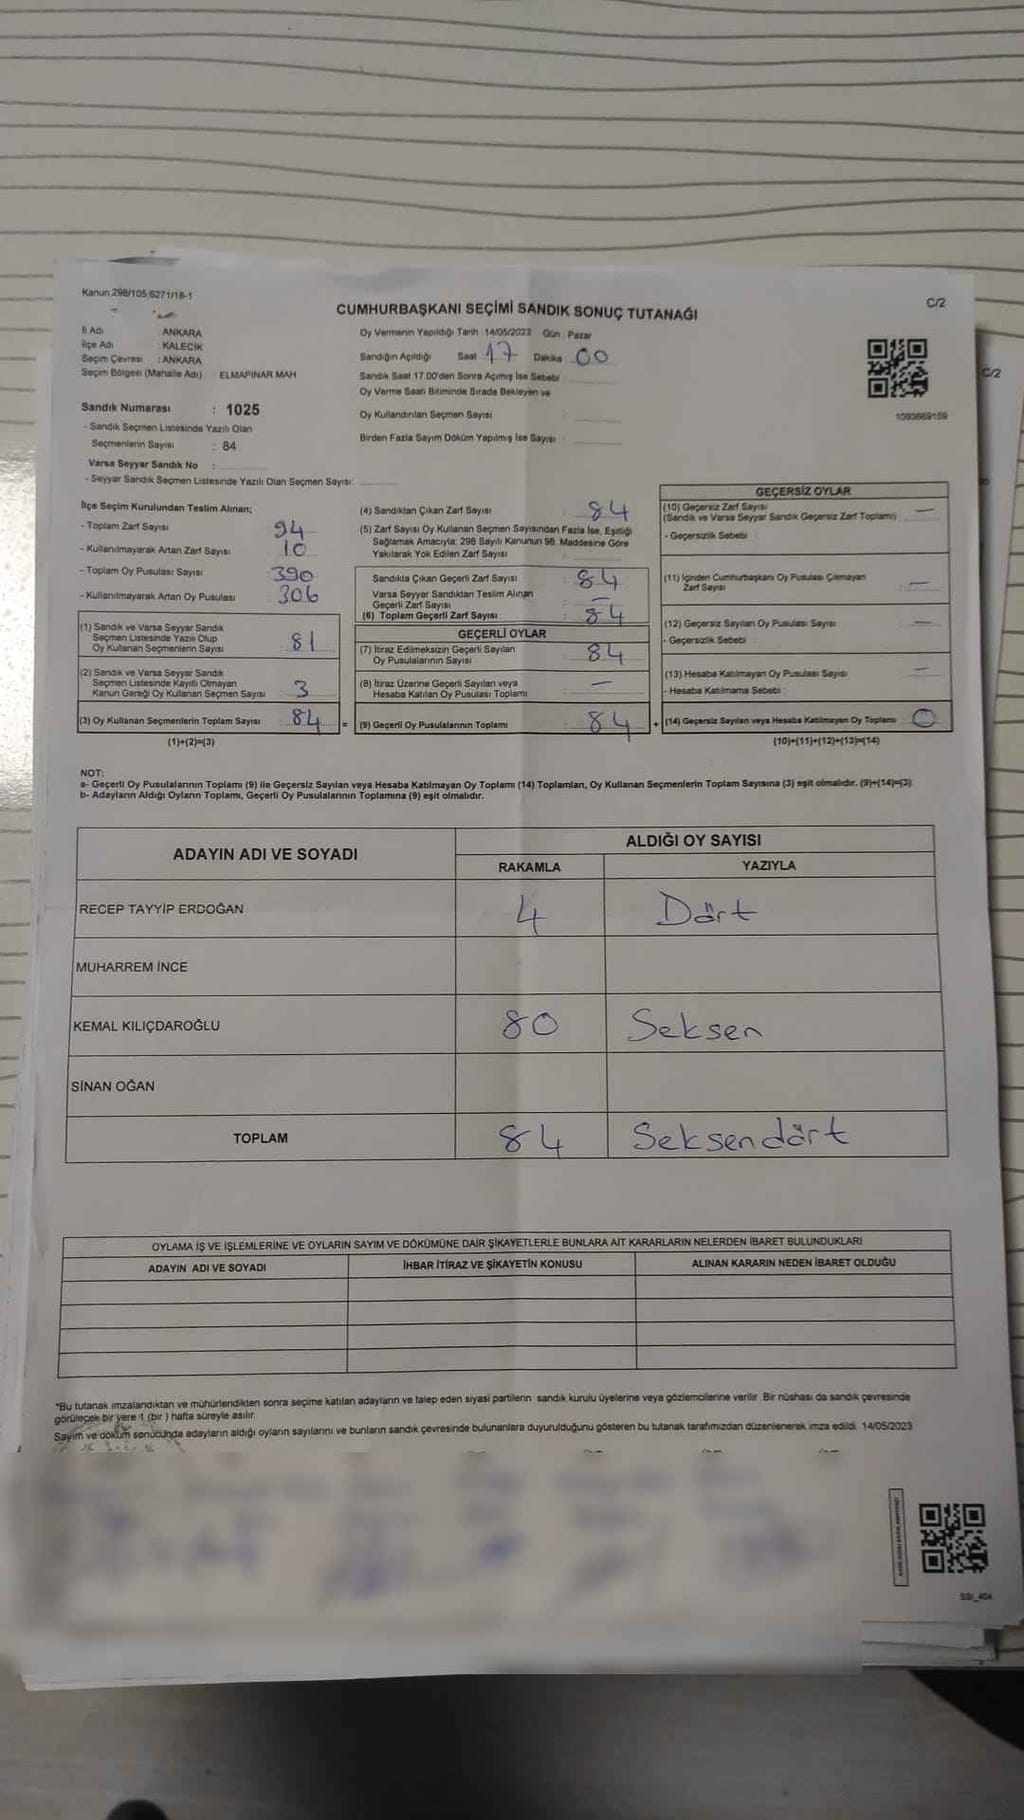 Kanun:298/105,6271/18-1
C/2
CUMHURBAŞKANI SEÇİMİ SANDIK SONUÇ TUTANAĞI
İl Adı : ANKARA
İlçe Adı : KALECİK
Seçim Çevresi : ANKARA
Seçim Bölgesi (Mahalle Adı) : ELMAPINAR MAH
Oy Vermenin Yapıldığı Tarih 14/05/2023 Gün : Pazar
Sandığın Açıldığı Saat 17 Dakika 00
Sandık Saat 17:00'den Sonra Açımış İse Sebebi :
Oy Verme Saati Bitiminde Sırada Bekleyen ve
Oy Kullandırılan Seçmen Sayısı :
Birden Fazla Sayım Döküm Yapılmış İse Sayısı :
1093669159
C/2
Sandık Numarası : 1025
- Sandık Seçmen Listesinde Yazılı Olan
Seçmenlerin Sayısı : 84
Varsa Seyyar Sandık No :
- Seyyar Sandık Seçmen Listesinde Yazılı Olan Seçmen Sayısı:
İlçe Seçim Kurulundan Teslim Alınan;
- Toplam Zarf Sayısı 94
- Kullanılmayarak Artan Zarf Sayısı 10
- Toplam Oy Pusulası Sayısı 390
- Kullanılmayarak Artan Oy Pusulası 306
(1) Sandık ve Varsa Seyyar Sandık
Seçmen Listesinde Yazılı Olup
Oy Kullanan Seçmenlerin Sayısı : 81
(2) Sandık ve Varsa Seyyar Sandık
Seçmen Listesinde Kayıtlı Olmayan
Kanun Gereği Oy Kullanan Seçmen Sayısı : 3
(3) Oy Kullanan Seçmenlerin Toplam Sayısı : 84 =
(1)+(2)=(3)
(4) Sandıktan Çıkan Zarf Sayısı : 84
(5) Zarf Sayısı Oy Kullanan Seçmen Sayısından Fazla İse, Eşitliği
Sağlamak Amacıyla; 298 Sayılı Kanunun 98. Maddesine Göre
Yakılarak Yok Edilen Zarf Sayısı
Sandıkta Çıkan Geçerli Zarf Sayısı : 84
Varsa Seyyar Sandıktan Teslim Alınan
Geçerli Zarf Sayısı : —
(6) Toplam Geçerli Zarf Sayısı : 84
GEÇERLİ OYLAR
(7) İtiraz Edilmeksizin Geçerli Sayılan
Oy Pusulalarının Sayısı : 84
(8) İtiraz Üzerine Geçerli Sayılan veya
Hesaba Katılan Oy Pusulası Toplamı : —
(9) Geçerli Oy Pusulalarının Toplamı : 84 +
GEÇERSİZ OYLAR
(10) Geçersiz Zarf Sayısı
(Sandık ve Varsa Seyyar Sandık Geçersiz Zarf Toplamı) : —
- Geçersizlik Sebebi :
(11) İçinden Cumhurbaşkanı Oy Pusulası Çıkmayan
Zarf Sayısı : —
(12) Geçersiz Sayılan Oy Pusulası Sayısı : —
- Geçersizlik Sebebi :
(13) Hesaba Katılmayan Oy Pusulası Sayısı : —
- Hesaba Katılmama Sebebi :
(14) Geçersiz Sayılan veya Hesaba Katılmayan Oy Toplamı : 0
(10)+(11)+(12)+(13)=(14)
NOT:
a- Geçerli Oy Pusulalarının Toplamı (9) ile Geçersiz Sayılan veya Hesaba Katılmayan Oy Toplamı (14) Toplamları, Oy Kullanan Seçmenlerin Toplam Sayısına (3) eşit olmalıdır. (9)+(14)=(3)
b- Adayların Aldığı Oyların Toplamı, Geçerli Oy Pusulalarının Toplamına (9) eşit olmalıdır.
ADAYIN ADI VE SOYADI
ALDIĞI OY SAYISI
RAKAMLA YAZIYLA
RECEP TAYYİP ERDOĞAN 4 Dört
MUHARREM İNCE
KEMAL KILIÇDAROĞLU 80 Seksen
SİNAN OĞAN
TOPLAM 84 Seksendört
OYLAMA İŞ VE İŞLEMLERİNE VE OYLARIN SAYIM VE DÖKÜMÜNE DAİR ŞİKAYETLERLE BUNLARA AİT KARARLARIN NELERDEN İBARET BULUNDUKLARI
ADAYIN ADI VE SOYADI İHBAR İTİRAZ VE ŞİKAYETİN KONUSU ALINAN KARARIN NEDEN İBARET OLDUĞU
*Bu tutanak imzalandıktan ve mühürlendikten sonra seçime katılan adayların ve talep eden siyasi partilerin sandık kurulu üyelerine veya gözlemcilerine verilir. Bir nüshası da sandık çevresinde
görülecek bir yere 1 (bir) hafta süreyle asılır
Sayım ve döküm sonucunda adayların aldığı oyların sayılarını ve bunların sandık çevresinde bulunanlara duyurulduğunu gösteren bu tutanak tarafımızdan düzenlenerek imza edildi. 14/05/2023
SSI_404